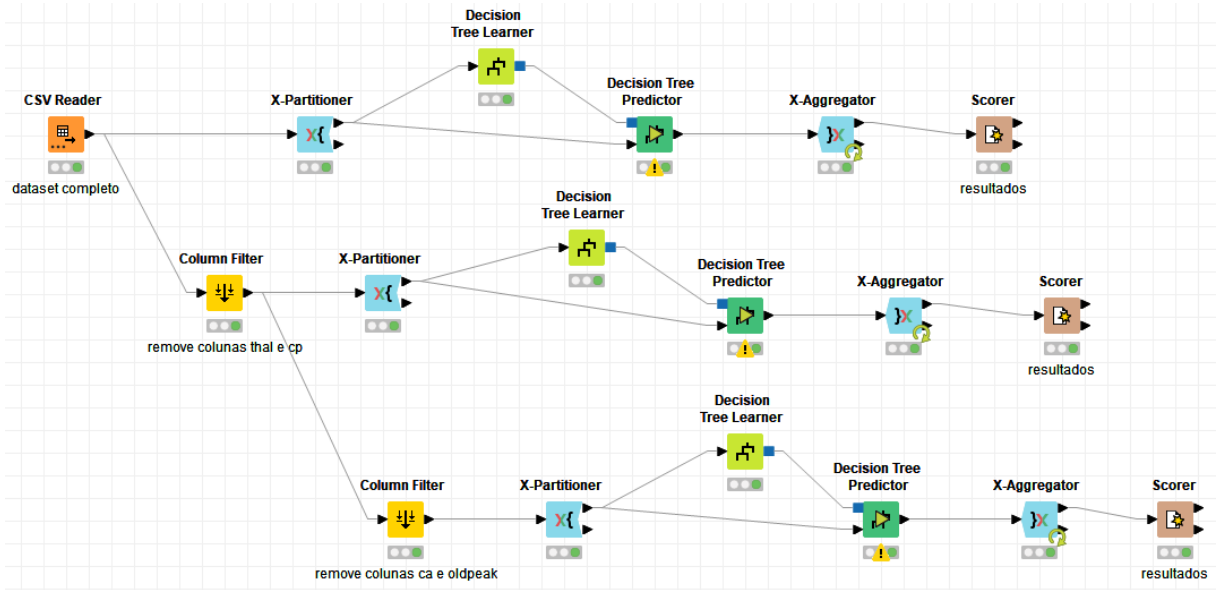 Decision
Tree Learner
CSV Reader
X-Partitioner
Decision Tree
Predictor
X-Aggregator
Scorer
dataset completo
resultados
Decision
Tree Learner
Column Filter
X-Partitioner
Decision Tree
Predictor
X-Aggregator
Scorer
remove colunas thal e cp
resultados
Decision
Tree Learner
Column Filter
X-Partitioner
Decision Tree
Predictor
X-Aggregator
Scorer
remove colunas ca e oldpeak
resultados